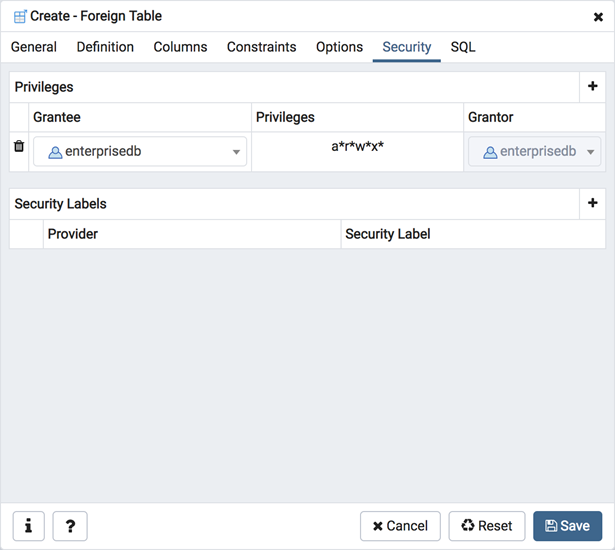 Create - Foreign Table
General Definition Columns Constraints Options Security SQL
Privileges
Grantee Privileges Grantor
enterprisedb a*r*w*x* enterprisedb
Security Labels
Provider Security Label
i ? Cancel Reset Save